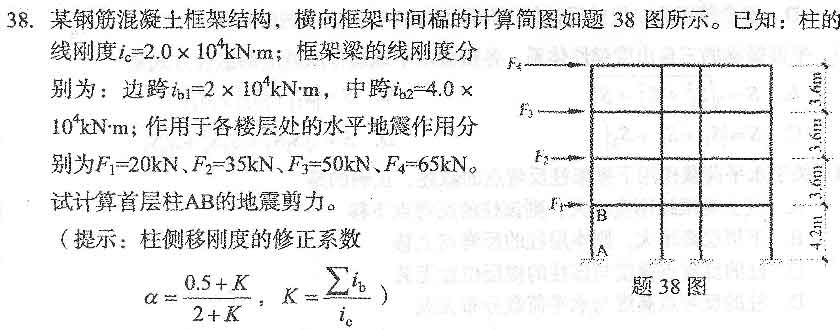 38. 某钢筋混凝土框架结构，横向框架中间榀的计算简图如题 38 图所示。已知：柱的
线刚度i_c=2.0×10⁴kN·m；框架梁的线刚度分
别为：边跨i_b1=2×10⁴kN·m，中跨i_b2=4.0×
10⁴kN·m；作用于各楼层处的水平地震作用分
别为F₁=20kN、F₂=35kN、F₃=50kN、F₄=65kN。
试计算首层柱AB的地震剪力。
（提示：柱侧移刚度的修正系数
α=(0.5+K)/(2+K)，K=∑i_b/i_c）
F₄
F₃
F₂
F₁
B
A
3.6m
3.6m
3.6m
4.2m
题 38 图